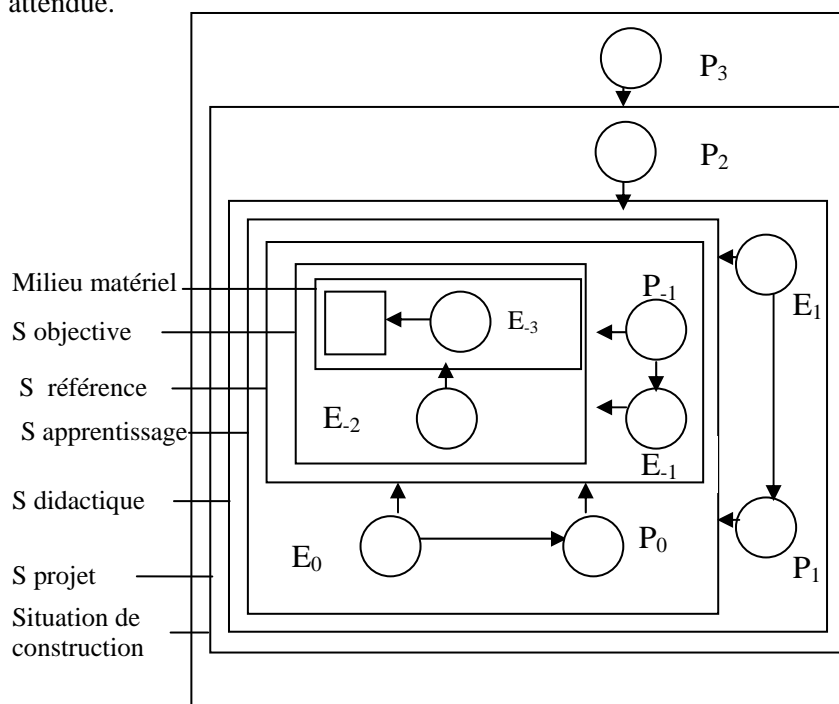 attendue.
P₃
P₂
Milieu matériel
S objective
S référence
S apprentissage
S didactique
S projet
Situation de
construction
E₋₃
P₋₁
E₁
E₋₂
E₋₁
E₀
P₀
P₁